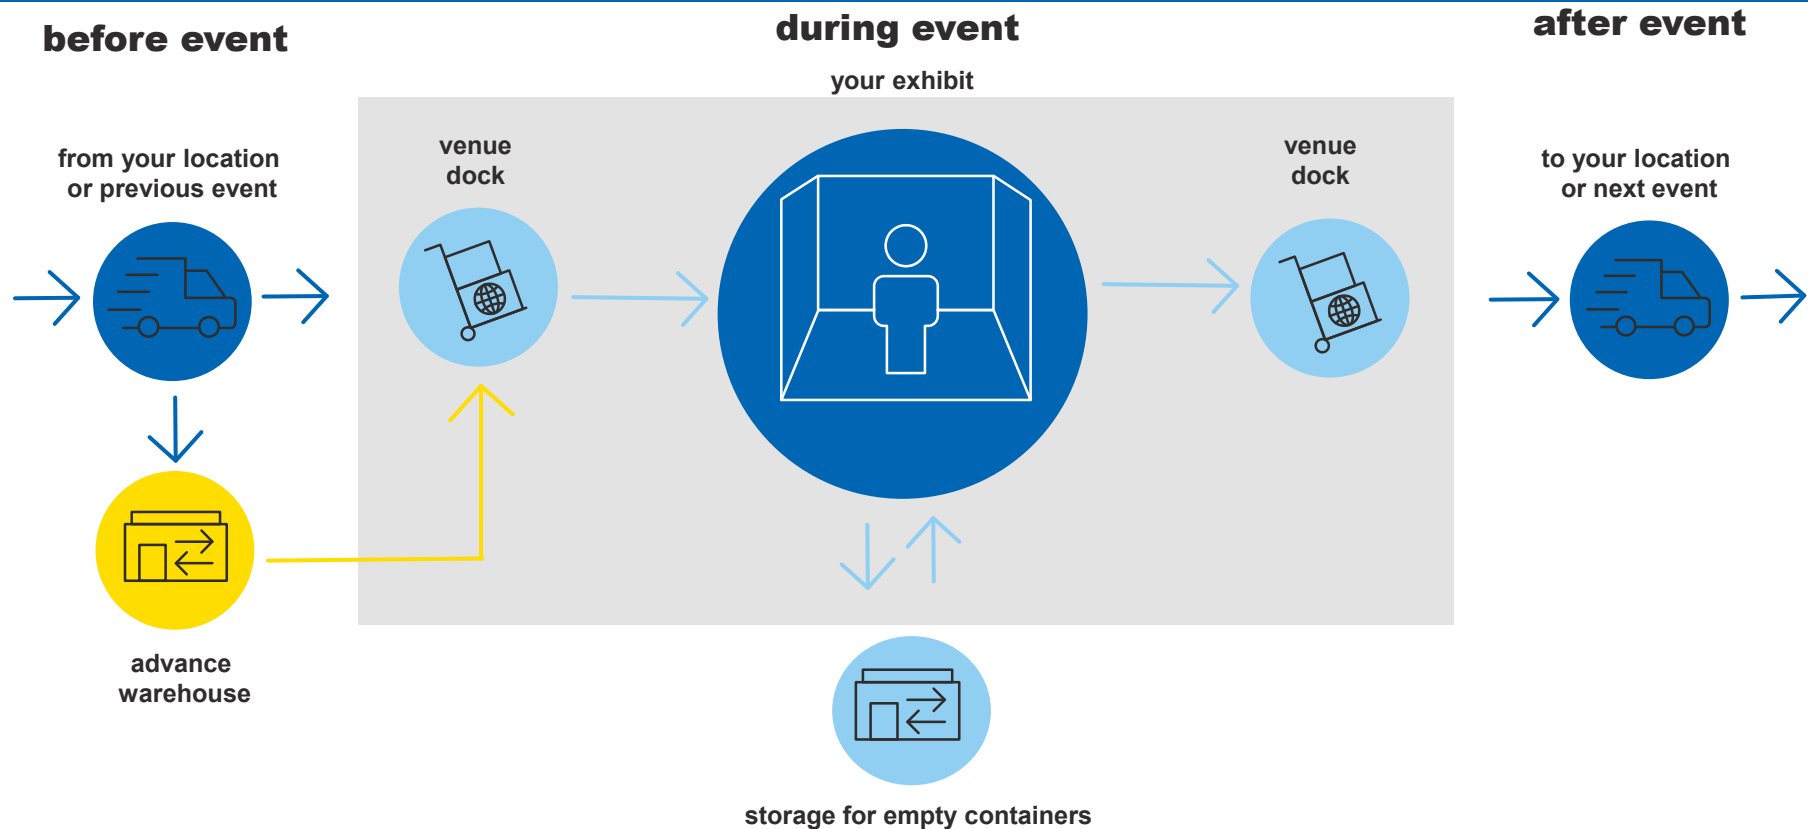 before event
during event
after event
your exhibit
from your location
or previous event
venue
dock
venue
dock
to your location
or next event
advance
warehouse
storage for empty containers